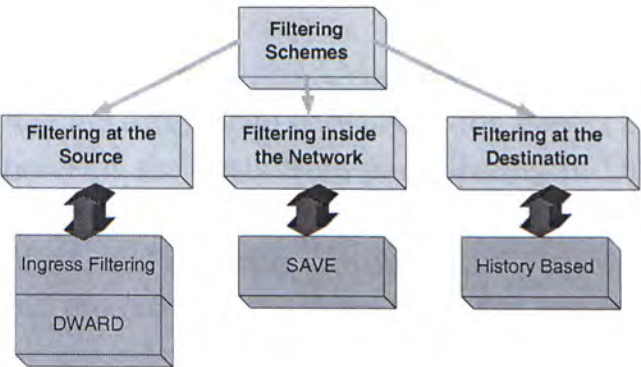 Filtering
Schemes
Filtering at the
Source
Filtering inside
the Network
Filtering at the
Destination
Ingress Filtering
DWARD
SAVE
History Based